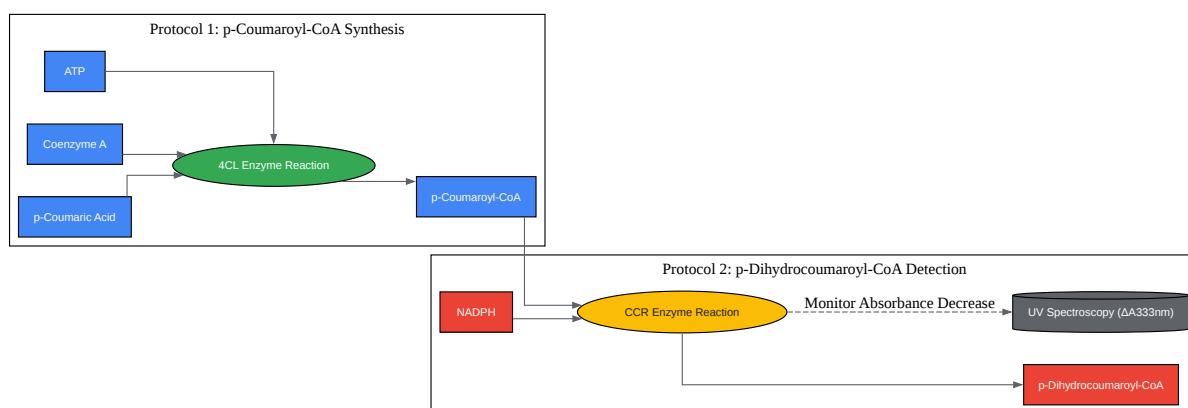 Protocol 1: p-Coumaroyl-CoA Synthesis
ATP
Coenzyme A
4CL Enzyme Reaction
p-Coumaric Acid
p-Coumaroyl-CoA
Protocol 2: p-Dihydrocoumaroyl-CoA Detection
NADPH
CCR Enzyme Reaction
Monitor Absorbance Decrease
UV Spectroscopy (ΔA333nm)
p-Dihydrocoumaroyl-CoA